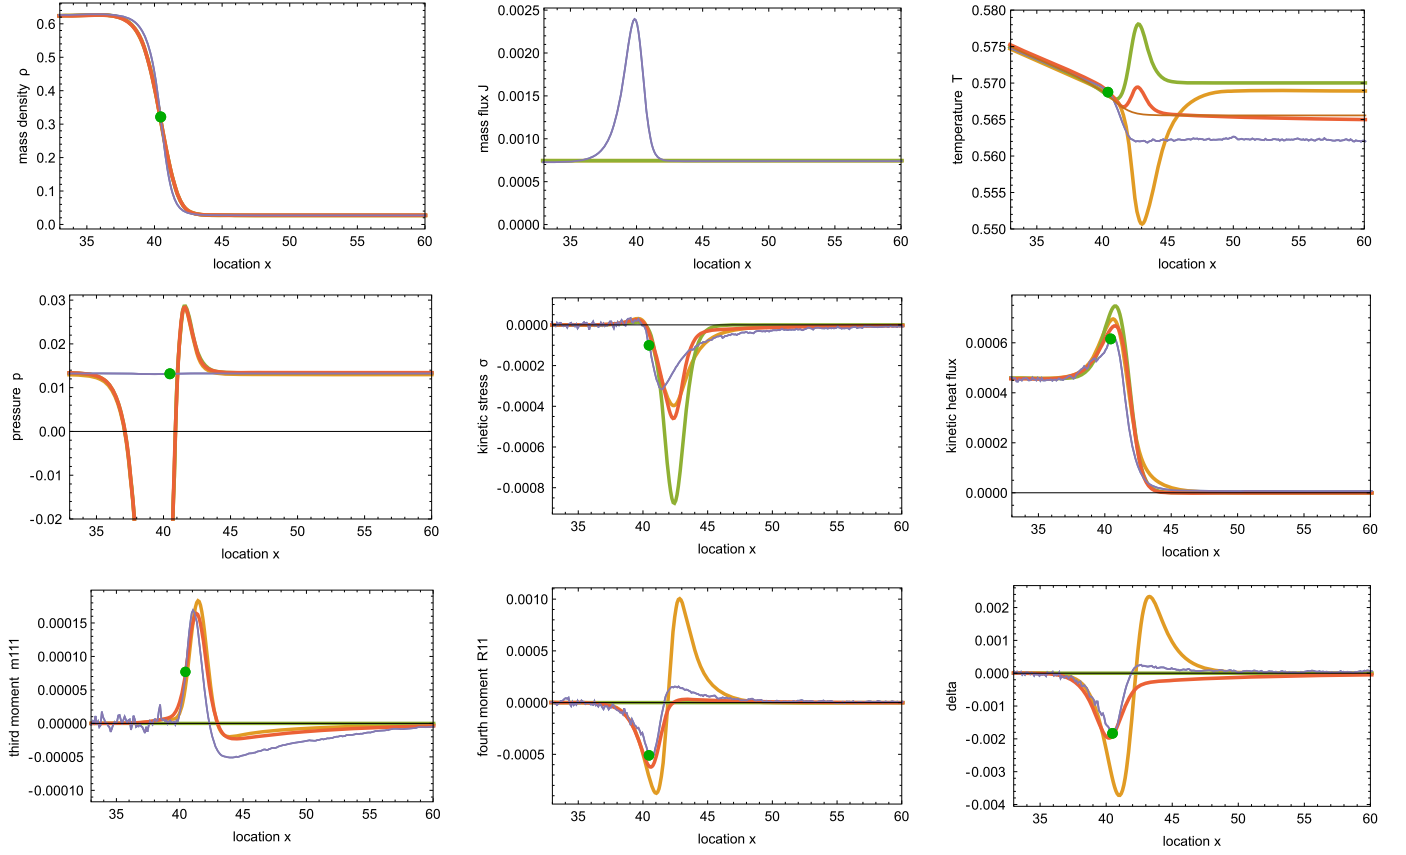 mass density ρ
0.6
0.5
0.4
0.3
0.2
0.1
0.0
35 40 45 50 55 60
location x
mass flux J
0.0025
0.0020
0.0015
0.0010
0.0005
0.0000
35 40 45 50 55 60
location x
temperature T
0.580
0.575
0.570
0.565
0.560
0.555
0.550
35 40 45 50 55 60
location x
pressure p
0.03
0.02
0.01
0.00
-0.01
-0.02
35 40 45 50 55 60
location x
kinetic stress σ
0.0000
-0.0002
-0.0004
-0.0006
-0.0008
35 40 45 50 55 60
location x
kinetic heat flux
0.0006
0.0004
0.0002
0.0000
35 40 45 50 55 60
location x
third moment m111
0.00015
0.00010
0.00005
0.00000
-0.00005
-0.00010
35 40 45 50 55 60
location x
fourth moment R11
0.0010
0.0005
0.0000
-0.0005
35 40 45 50 55 60
location x
delta
0.002
0.001
0.000
-0.001
-0.002
-0.003
-0.004
35 40 45 50 55 60
location x